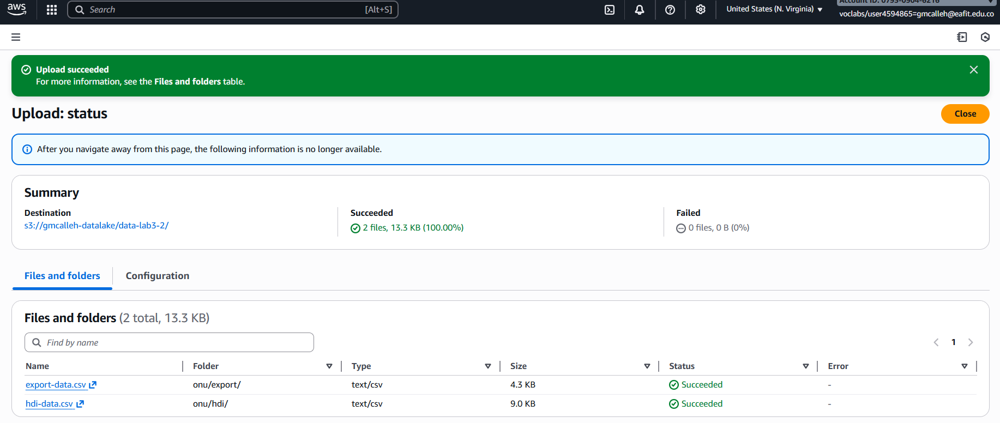 aws
Search [Alt+S]
United States (N. Virginia)
Account ID: 0793-0904-6216
voclabs/user4594865=gmcalleh@eafit.edu.co
Upload succeeded
For more information, see the Files and folders table.
Upload: status
Close
After you navigate away from this page, the following information is no longer available.
Summary
Destination
s3://gmcalleh-datalake/data-lab3-2/
Succeeded
2 files, 13.3 KB (100.00%)
Failed
0 files, 0 B (0%)
Files and folders
Configuration
Files and folders (2 total, 13.3 KB)
Find by name
1
Name Folder Type Size Status Error
export-data.csv onu/export/ text/csv 4.3 KB Succeeded -
hdi-data.csv onu/hdi/ text/csv 9.0 KB Succeeded -